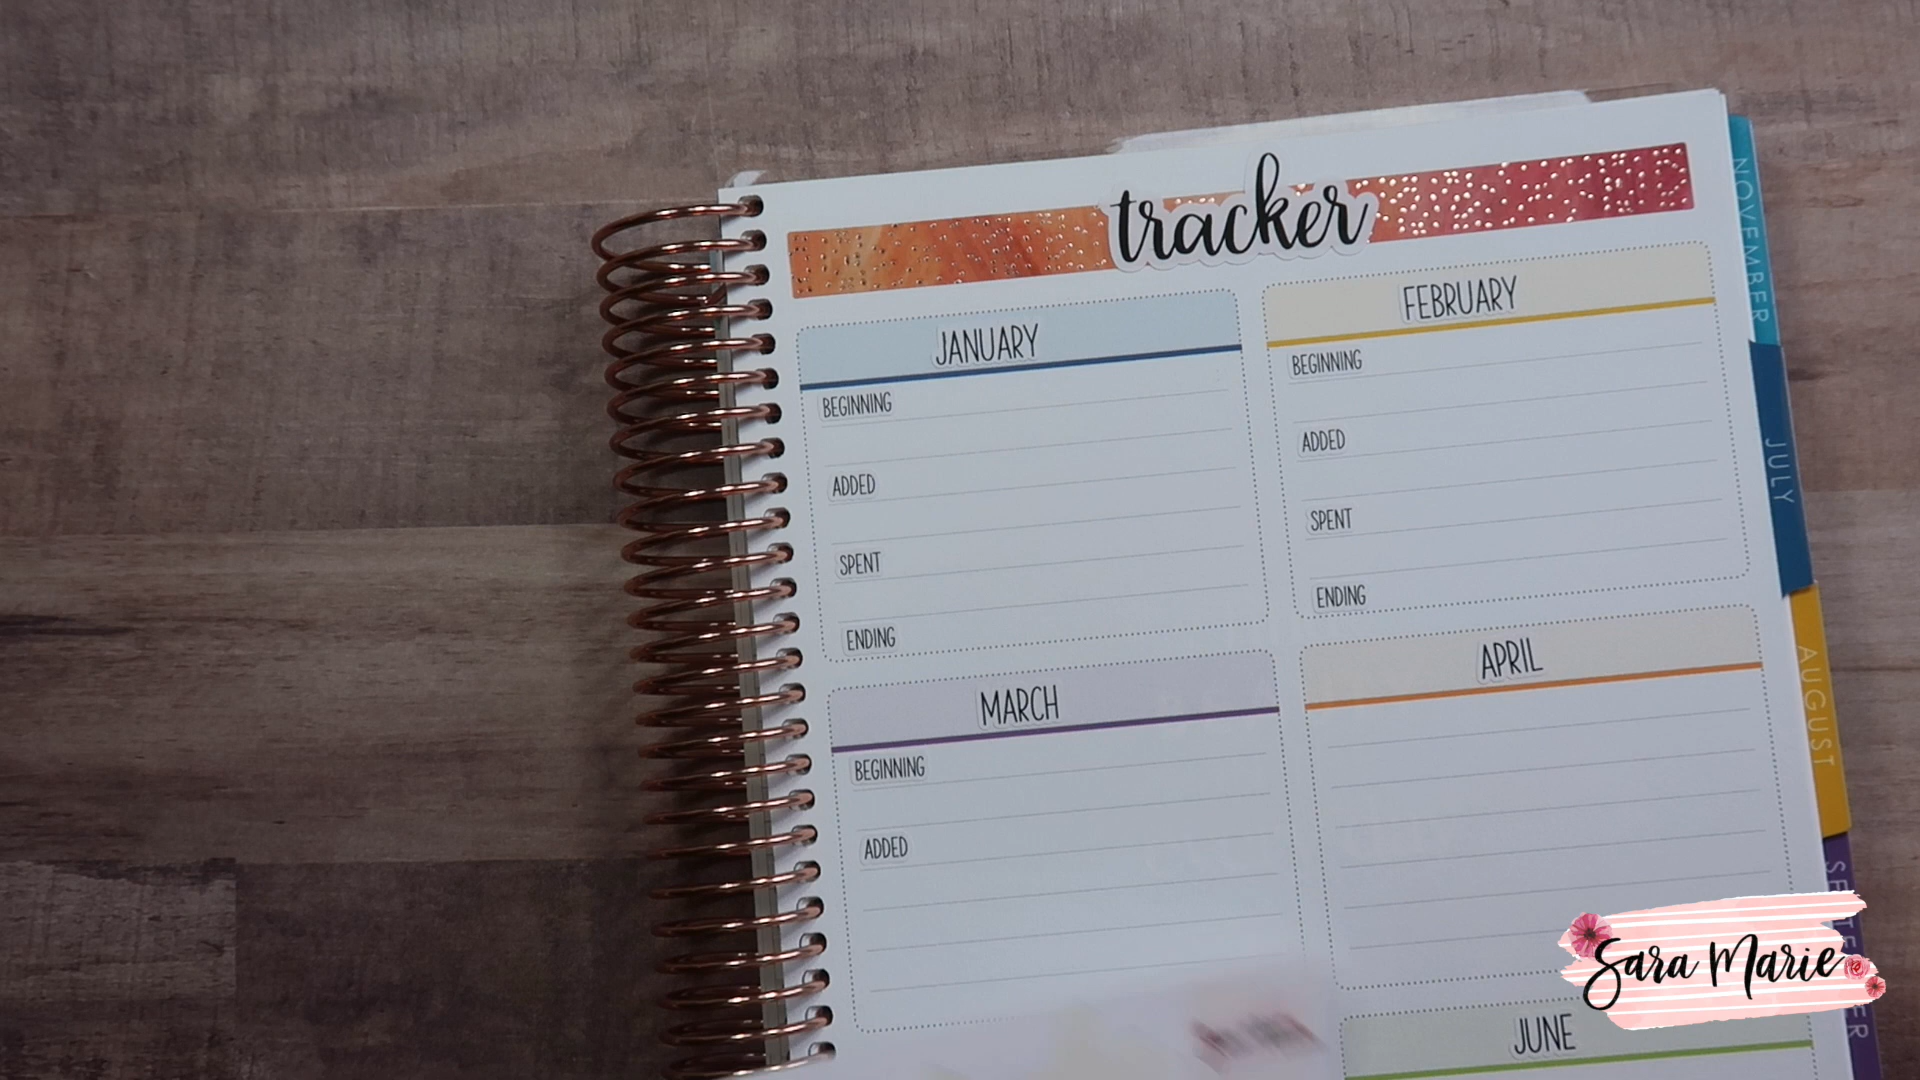 tracker
JANUARY
BEGINNING
ADDED
SPENT
ENDING
FEBRUARY
BEGINNING
ADDED
SPENT
ENDING
MARCH
BEGINNING
ADDED
APRIL
JUNE
NOVEMBER
JULY
AUGUST
Sara Marie